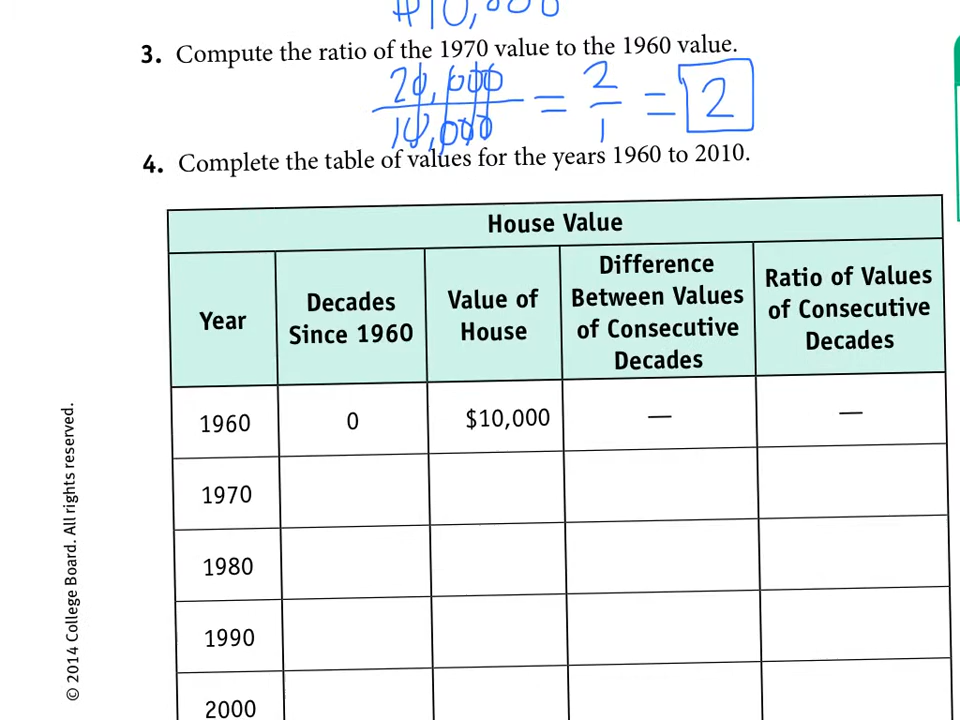 $10,000
3. Compute the ratio of the 1970 value to the 1960 value.
20,000 / 10,000 = 2 / 1 = 2
4. Complete the table of values for the years 1960 to 2010.
House Value
Year
Decades Since 1960
Value of House
Difference Between Values of Consecutive Decades
Ratio of Values of Consecutive Decades
1960 0 $10,000 — —
1970
1980
1990
2000
© 2014 College Board. All rights reserved.